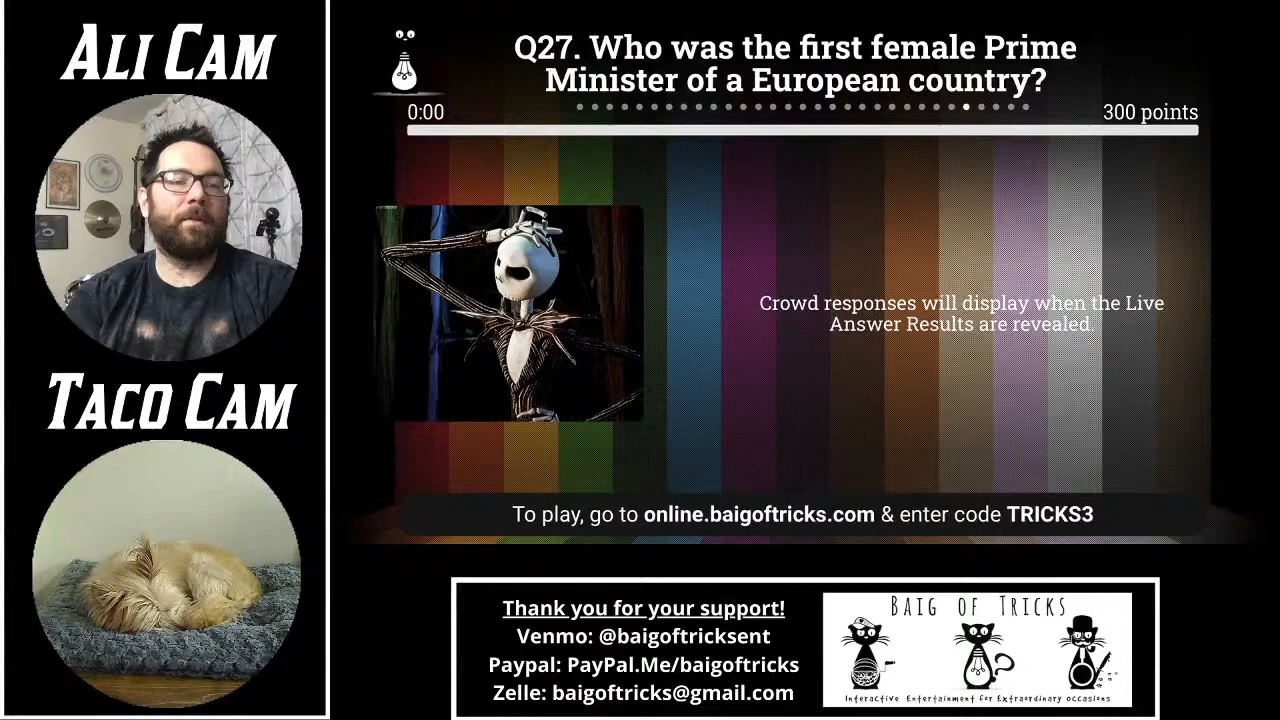 ALI CAM
TACO CAM
Q27. Who was the first female Prime
Minister of a European country?
0:00
300 points
Crowd responses will display when the Live
Answer Results are revealed.
To play, go to online.baigoftricks.com & enter code TRICKS3
Thank you for your support!
Venmo: @baigoftricksent
Paypal: PayPal.Me/baigoftricks
Zelle: baigoftricks@gmail.com
BAIG OF TRICKS
Interactive Entertainment for Extraordinary occasions